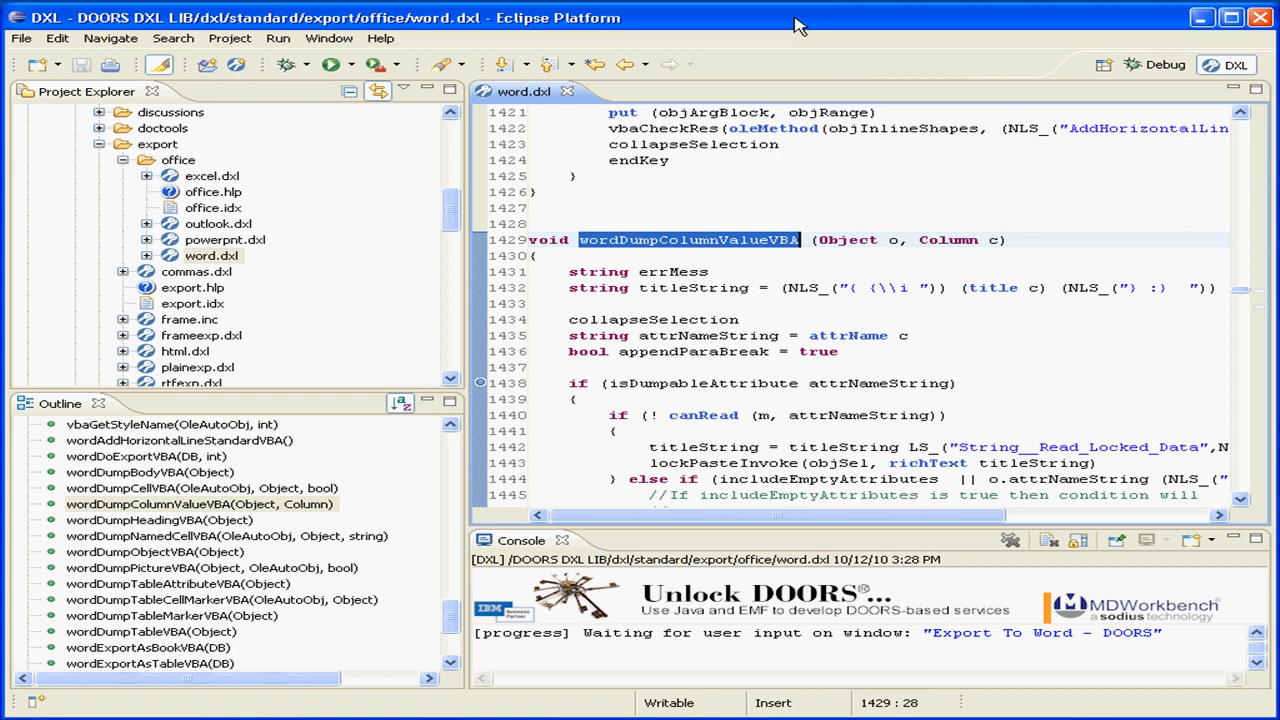 DXL - DOORS DXL LIB/dxl/standard/export/office/word.dxl - Eclipse Platform
File Edit Navigate Search Project Run Window Help
Debug DXL
Project Explorer
discussions
doctools
export
office
excel.dxl
office.hlp
office.idx
outlook.dxl
powerpnt.dxl
word.dxl
commas.dxl
export.hlp
export.idx
frame.inc
frameexp.dxl
html.dxl
plainexp.dxl
rtfexp.dxl
Outline
vbaGetStyleName(OleAutoObj, int)
wordAddHorizontalLineStandardVBA()
wordDoExportVBA(DB, int)
wordDumpBodyVBA(Object)
wordDumpCellVBA(OleAutoObj, Object, bool)
wordDumpColumnValueVBA(Object, Column)
wordDumpHeadingVBA(Object)
wordDumpNamedCellVBA(OleAutoObj, Object, string)
wordDumpObjectVBA(Object)
wordDumpPictureVBA(OleAutoObj, Object, bool)
wordDumpTableAttributeVBA(Object)
wordDumpTableCellMarkerVBA(OleAutoObj, Object)
wordDumpTableMarkerVBA(Object)
wordDumpTableVBA(Object)
wordExportAsBookVBA(DB)
wordExportAsTableVBA(DB)
word.dxl
1421 put (objArgBlock, objRange)
1422 vbaCheckRes(oleMethod(objInlineShapes, (NLS_("AddHorizontalLin
1423 collapseSelection
1424 endKey
1425 }
1426 }
1427
1428
1429 void wordDumpColumnValueVBA (Object o, Column c)
1430 {
1431 string errMess
1432 string titleString = (NLS_("{ {\\i ")) (title c) (NLS_("} :}  "))
1433
1434 collapseSelection
1435 string attrNameString = attrName c
1436 bool appendParaBreak = true
1437
1438 if (isDumpableAttribute attrNameString)
1439 {
1440 if (! canRead (m, attrNameString))
1441 {
1442 titleString = titleString LS_("String__Read_Locked_Data",N
1443 lockPasteInvoke(objSel, richText titleString)
1444 } else if (includeEmptyAttributes || o.attrNameString (NLS_("
1445 //If includeEmptyAttributes is true then condition will
Console
[DXL] /DOORS DXL LIB/dxl/standard/export/office/word.dxl 10/12/10 3:28 PM
IBM Business Partner
Unlock DOORS®...
Use Java and EMF to develop DOORS-based services
MDWorkbench
a sodius technology
[progress] Waiting for user input on window: "Export To Word - DOORS"
Writable Insert 1429 : 28